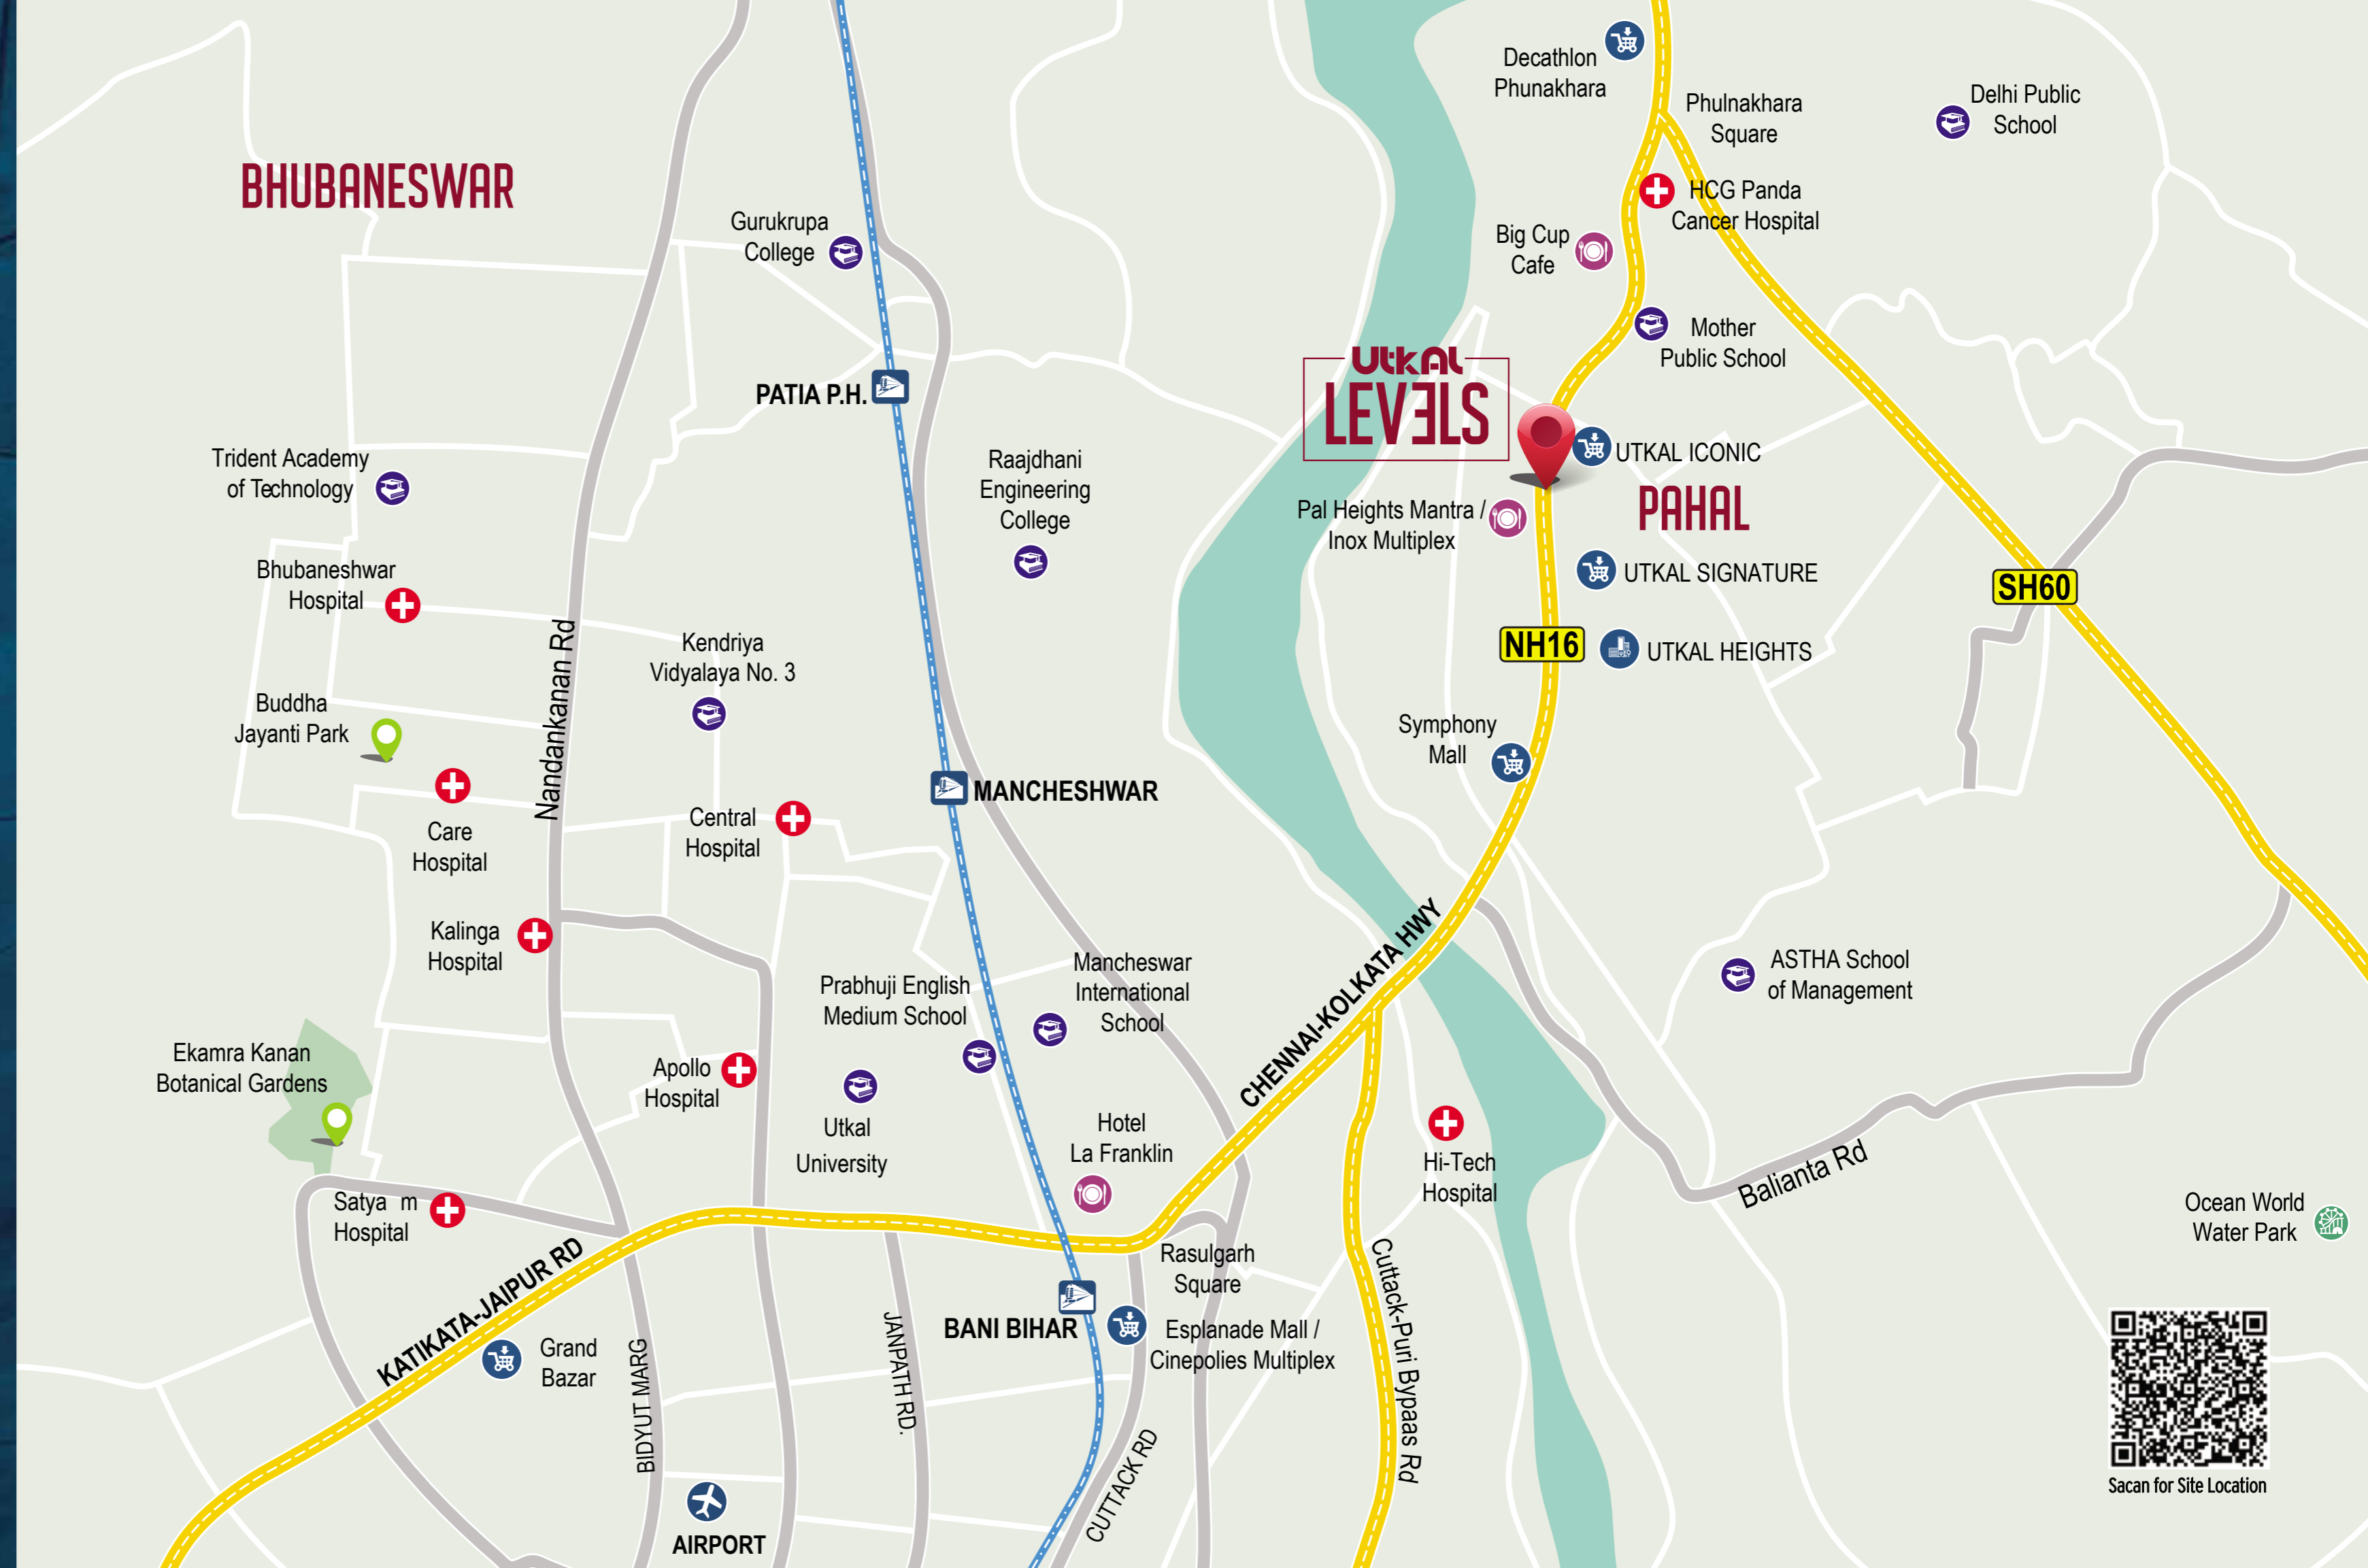 Decathlon
Phunakhara
Phulnakhara
Square
Delhi Public
School
BHUBANESWAR
HCG Panda
Cancer Hospital
Gurukrupa
College
Big Cup
Cafe
Mother
Public School
UtkAL
LEVELS
PATIA P.H.
UTKAL ICONIC
Trident Academy
of Technology
Raajdhani
Engineering
College
PAHAL
Pal Heights Mantra /
Inox Multiplex
UTKAL SIGNATURE
SH60
Bhubaneshwar
Hospital
NH16
UTKAL HEIGHTS
Kendriya
Vidyalaya No. 3
Nandankanan Rd
Buddha
Jayanti Park
Symphony
Mall
MANCHESHWAR
Care
Hospital
Central
Hospital
Kalinga
Hospital
CHENNAI-KOLKATA HWY
Mancheswar
International
School
Prabhuji English
Medium School
ASTHA School
of Management
Ekamra Kanan
Botanical Gardens
Apollo
Hospital
Utkal
University
Hotel
La Franklin
Hi-Tech
Hospital
Balianta Rd
Satya m
Hospital
Ocean World
Water Park
KATIKATA-JAIPUR RD
Rasulgarh
Square
Cuttack-Puri Bypaas Rd
BANI BIHAR
Esplanade Mall /
Cinepolies Multiplex
Grand
Bazar
BIDYUT MARG
JANPATH RD.
CUTTACK RD
AIRPORT
Sacan for Site Location